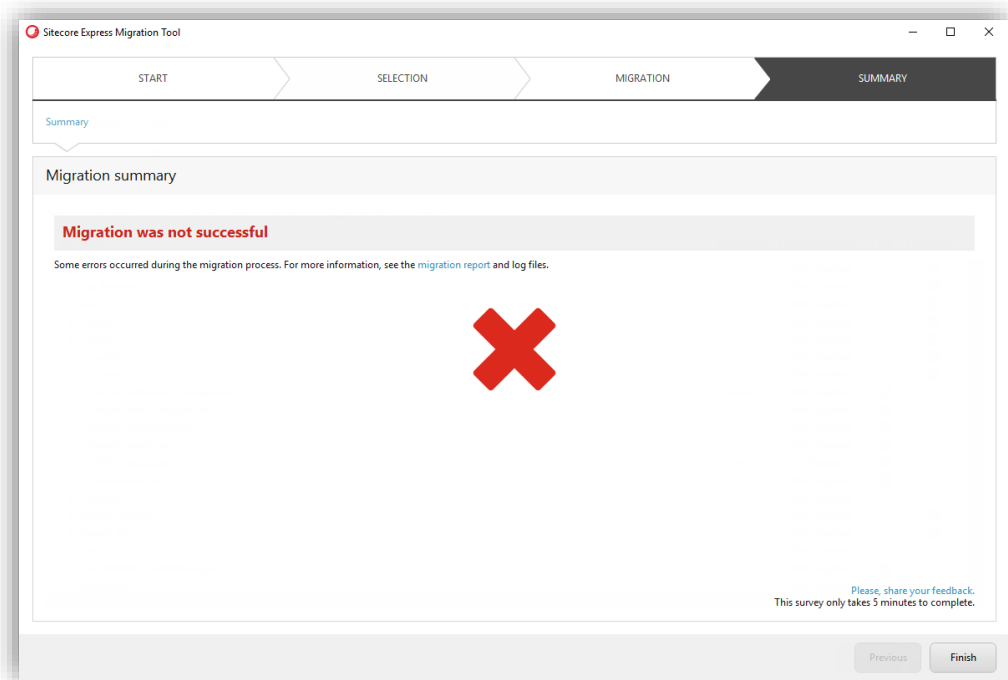 Sitecore Express Migration Tool
START
SELECTION
MIGRATION
SUMMARY
Summary
Migration summary
Migration was not successful
Some errors occurred during the migration process. For more information, see the migration report and log files.
Please, share your feedback.
This survey only takes 5 minutes to complete.
Previous
Finish